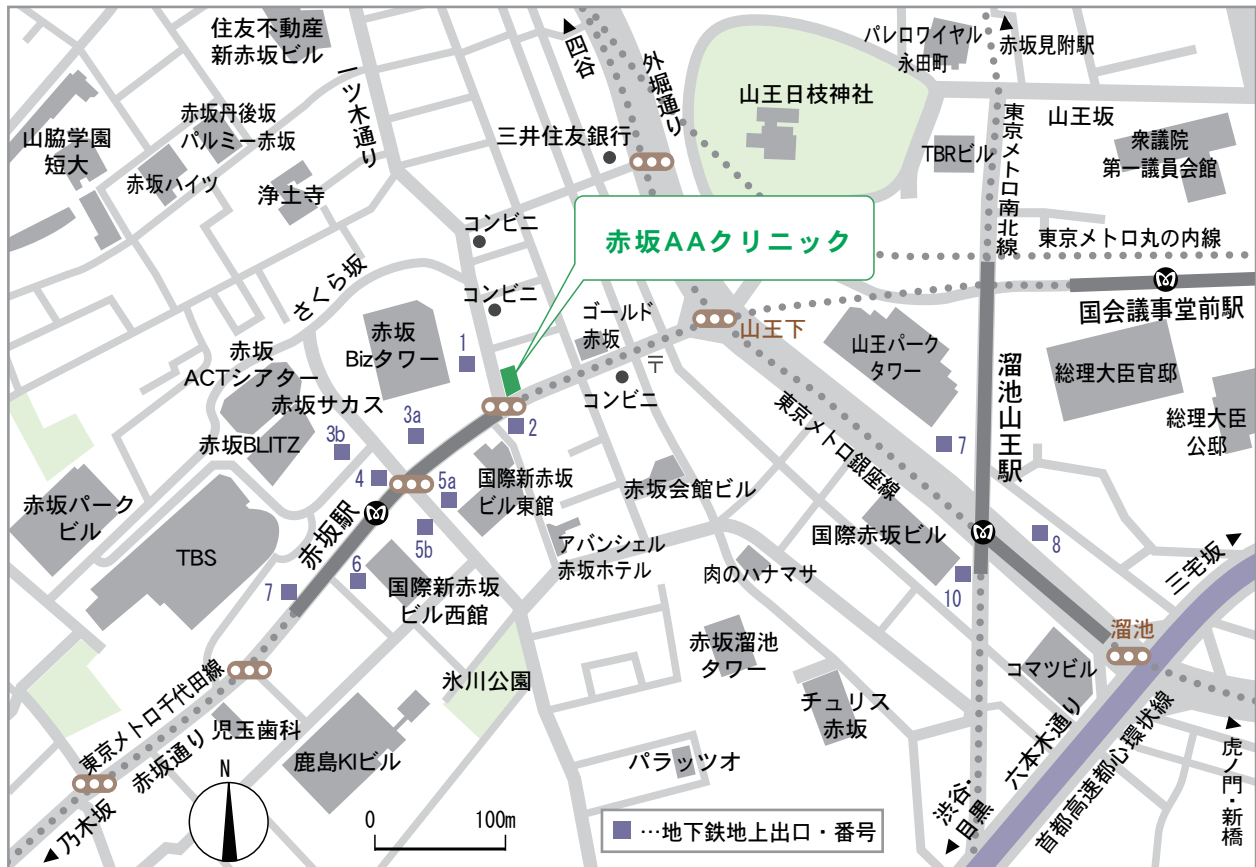 住友不動産
新赤坂ビル
一ツ木通り
▲四谷
外堀通り
パレロワイヤル
永田町
▲赤坂見附駅
山王日枝神社
東京メトロ南北線
山王坂
山脇学園
短大
赤坂丹後坂
パルミー赤坂
赤坂ハイツ
浄土寺
三井住友銀行
TBRビル
衆議院
第一議員会館
コンビニ
赤坂AAクリニック
東京メトロ丸の内線
さくら坂
コンビニ
国会議事堂前駅
赤坂
Bizタワー
1
ゴールド
赤坂
山王下
〒
コンビニ
山王パーク
タワー
溜池山王駅
総理大臣官邸
総理大臣
公邸
赤坂
ACTシアター
赤坂サカス
赤坂BLITZ
3a
3b
2
4
5a
5b
国際新赤坂
ビル東館
東京メトロ銀座線
7
赤坂パーク
ビル
TBS
赤坂駅
赤坂会館ビル
国際赤坂ビル
アバンシェル
赤坂ホテル
肉のハナマサ
8
三宅坂▲
7
6
国際新赤坂
ビル西館
10
溜池
赤坂溜池
タワー
コマツビル
氷川公園
チュリス
赤坂
東京メトロ千代田線
赤坂通り
児玉歯科
鹿島KIビル
パラッツオ
六本木通り
首都高速都心環状線
▲虎ノ門・新橋
渋谷・
▲目黒
▲乃木坂
N
0 100m
■…地下鉄地上出口・番号